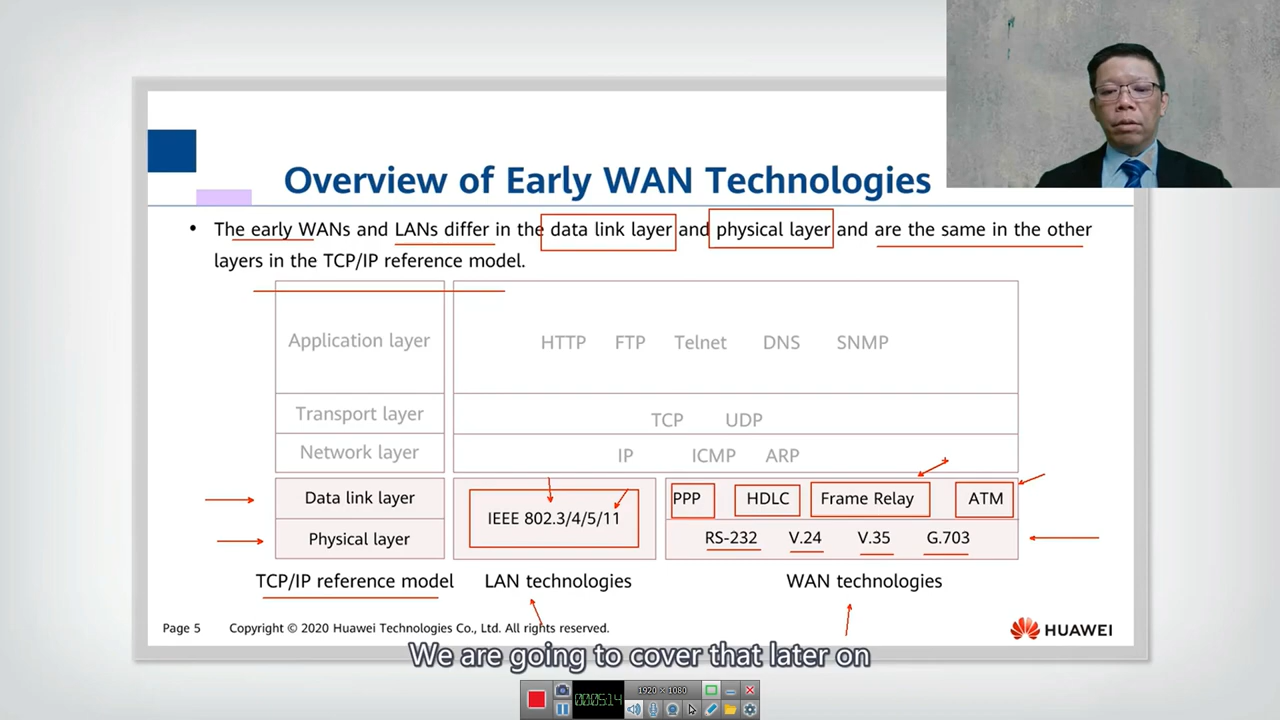 Overview of Early WAN Technologies
• The early WANs and LANs differ in the data link layer and physical layer and are the same in the other
layers in the TCP/IP reference model.
Application layer HTTP FTP Telnet DNS SNMP
Transport layer TCP UDP
Network layer IP ICMP ARP
Data link layer PPP HDLC Frame Relay ATM
IEEE 802.3/4/5/11
Physical layer RS-232 V.24 V.35 G.703
TCP/IP reference model LAN technologies WAN technologies
Page 5 Copyright © 2020 Huawei Technologies Co., Ltd. All rights reserved. HUAWEI
We are going to cover that later on
1920 × 1080
000:05:14